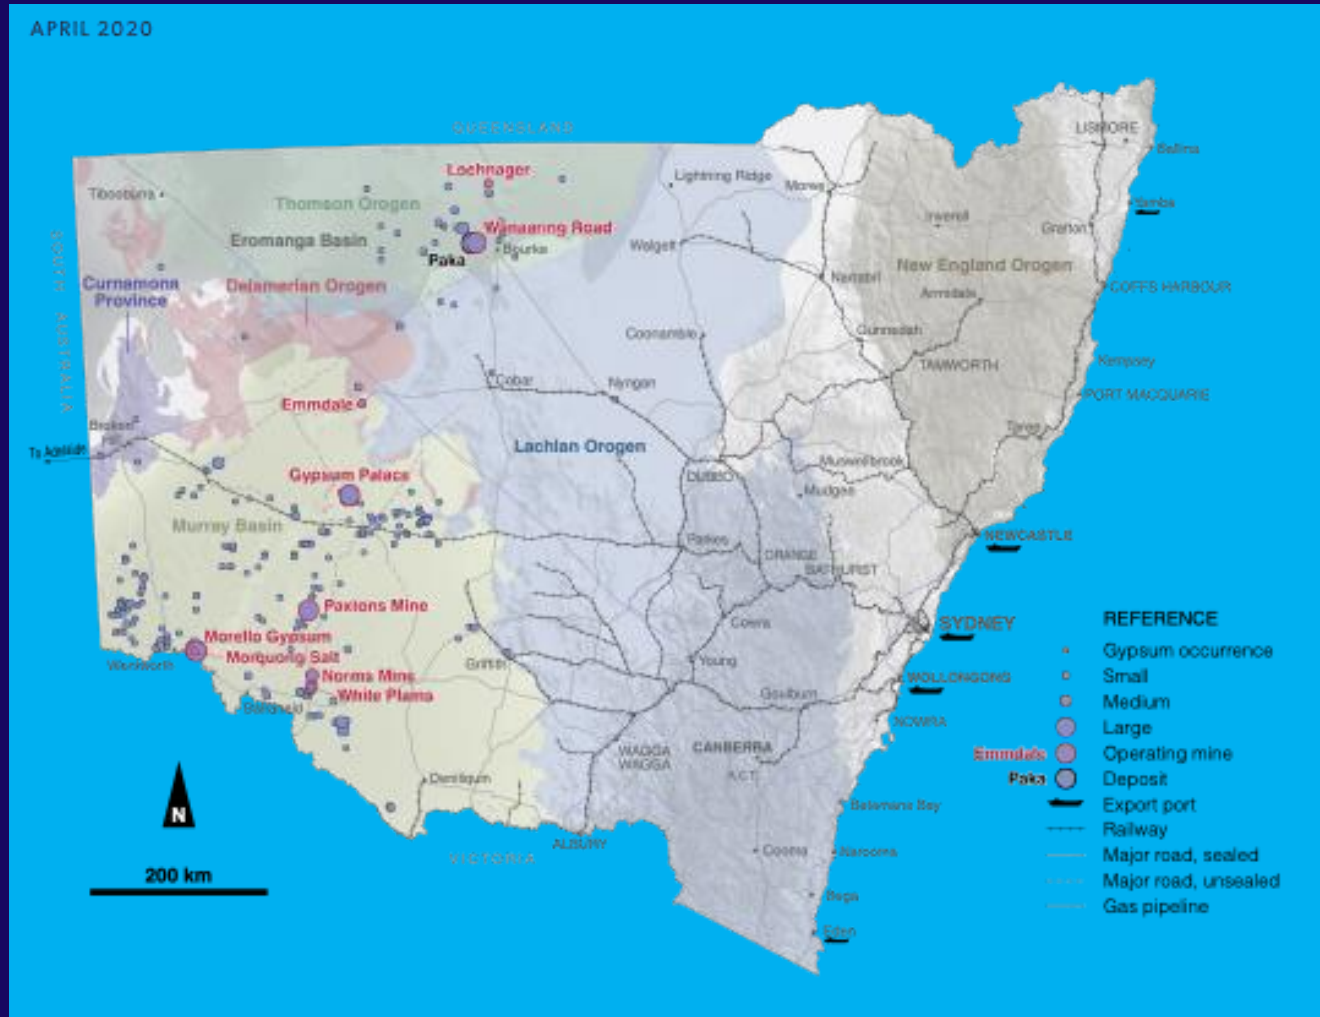 APRIL 2020
QUEENSLAND
LISMORE
Ballina
Lochnager
Lightning Ridge
Moree
Tibooburra
Thomson Orogen
Yamba
Inverell
Wanaaring Road
Grafton
Eromanga Basin
Bourke
Walgett
Paka
New England Orogen
SOUTH AUSTRALIA
Narrabri
Curnamona
Province
Delamerian Orogen
Armidale
COFFS HARBOUR
Gunnedah
Coonamble
TAMWORTH
Kempsey
Cobar
Nyngan
PORT MACQUARIE
Emmdale
Broken
Hill
Taree
Lachlan Orogen
To Adelaide
Muswellbrook
Gypsum Palace
DUBBO
Mudgee
Murray Basin
Parkes
NEWCASTLE
ORANGE
BATHURST
Paxtons Mine
Cowra
SYDNEY
Morello Gypsum
Morquong Salt
Wentworth
Griffith
Young
Norma Mine
WOLLONGONG
White Plama
Goulburn
Balranald
NOWRA
WAGGA
WAGGA
CANBERRA
A.C.T.
Deniliquin
Batemans Bay
ALBURY
VICTORIA
Cooma
Narooma
Bega
Eden
N
200 km
REFERENCE
Gypsum occurrence
Small
Medium
Large
Emmdale Operating mine
Paka Deposit
Export port
Railway
Major road, sealed
Major road, unsealed
Gas pipeline